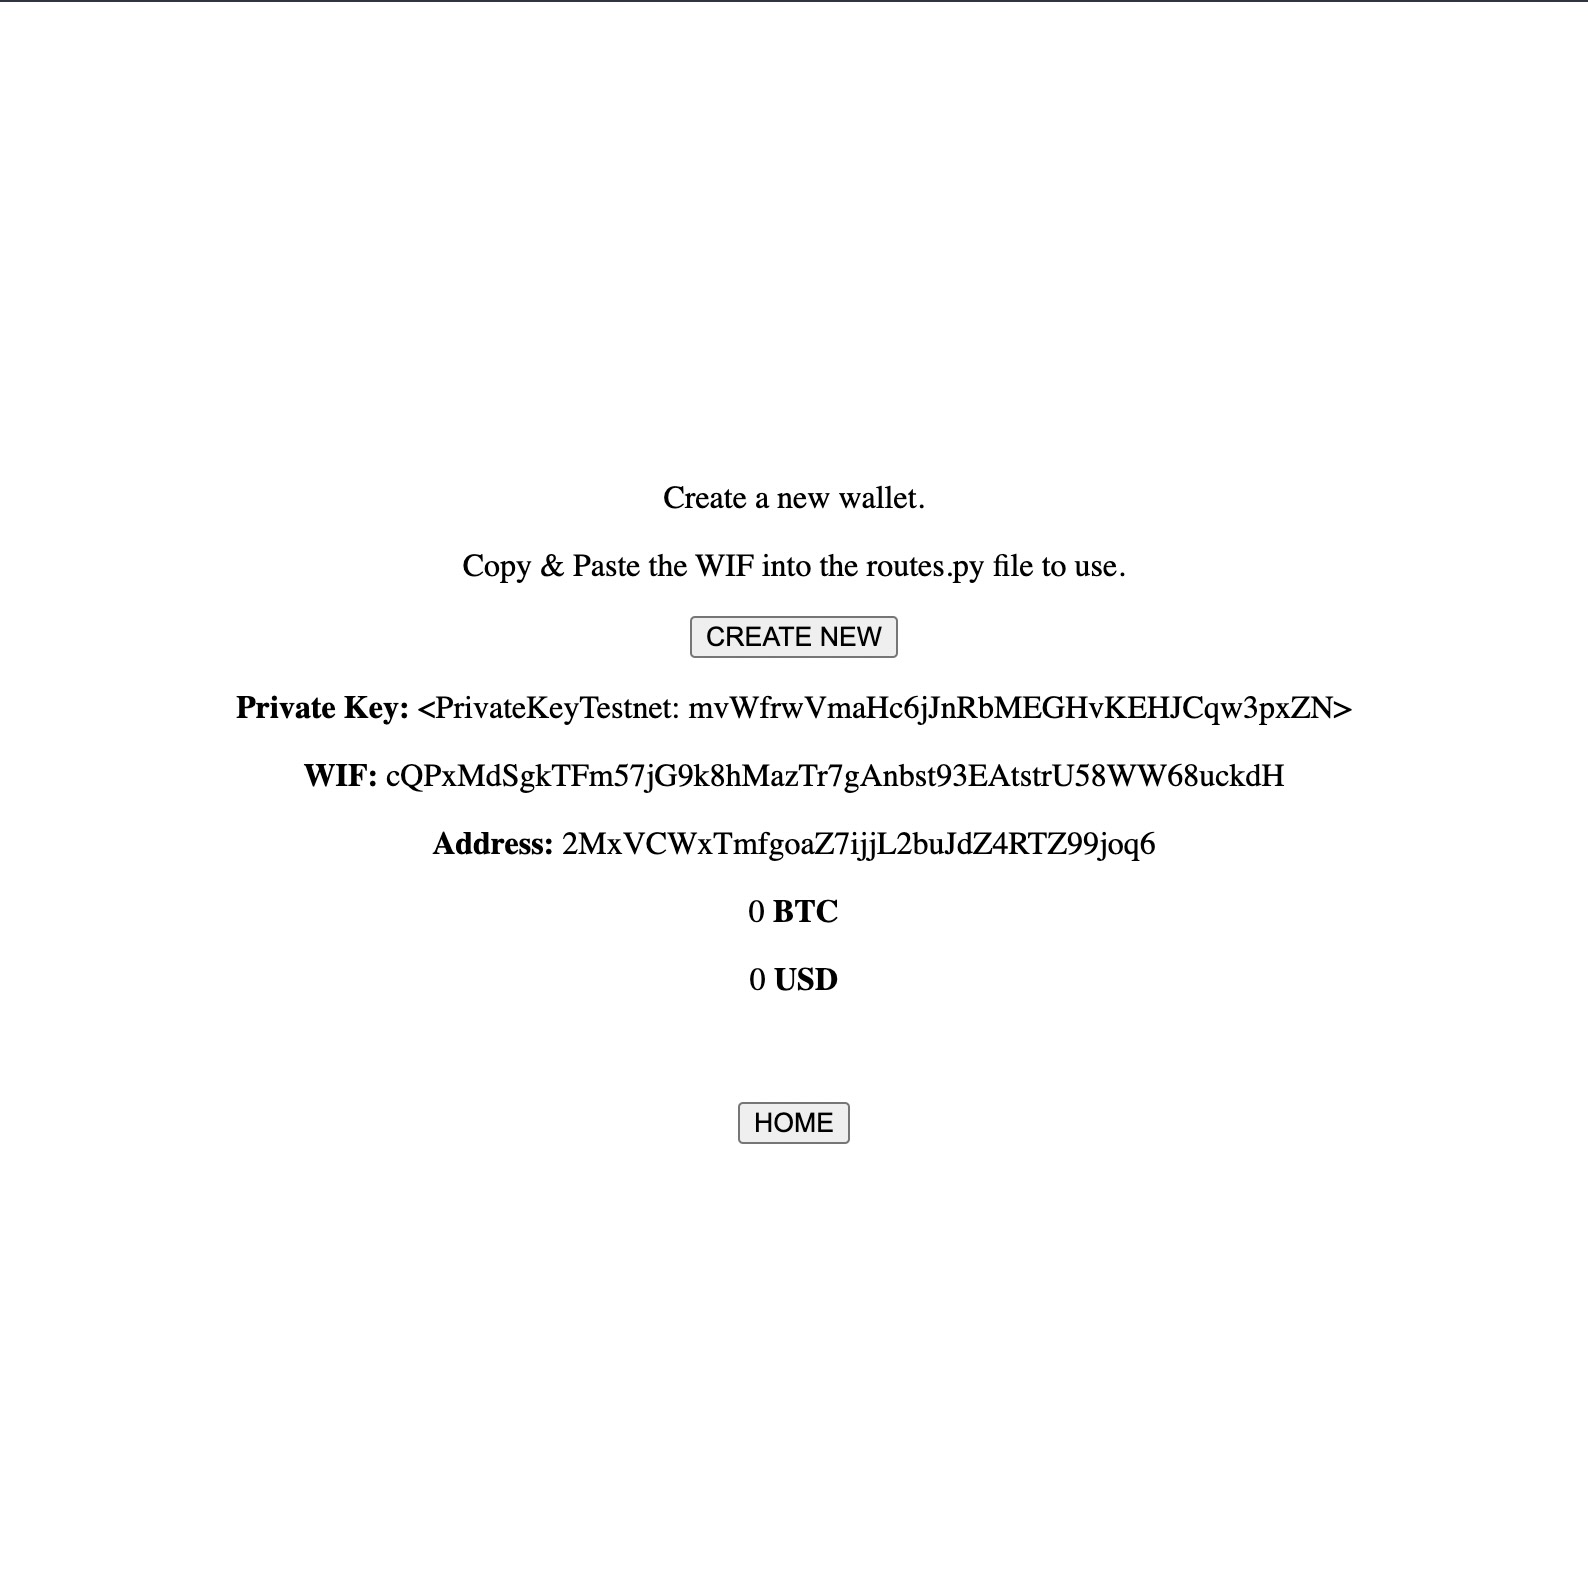 Create a new wallet.
Copy & Paste the WIF into the routes.py file to use.
CREATE NEW
Private Key: <PrivateKeyTestnet: mvWfrwVmaHc6jJnRbMEGHvKEHJCqw3pxZN>
WIF: cQPxMdSgkTFm57jG9k8hMazTr7gAnbst93EAtstrU58WW68uckdH
Address: 2MxVCWxTmfgoaZ7ijjL2buJdZ4RTZ99joq6
0 BTC
0 USD
HOME